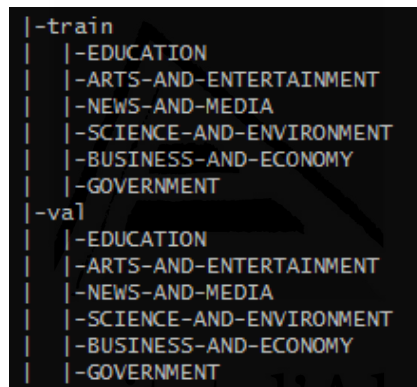 |-train
|  |-EDUCATION
|  |-ARTS-AND-ENTERTAINMENT
|  |-NEWS-AND-MEDIA
|  |-SCIENCE-AND-ENVIRONMENT
|  |-BUSINESS-AND-ECONOMY
|  |-GOVERNMENT
|-val
|  |-EDUCATION
|  |-ARTS-AND-ENTERTAINMENT
|  |-NEWS-AND-MEDIA
|  |-SCIENCE-AND-ENVIRONMENT
|  |-BUSINESS-AND-ECONOMY
|  |-GOVERNMENT